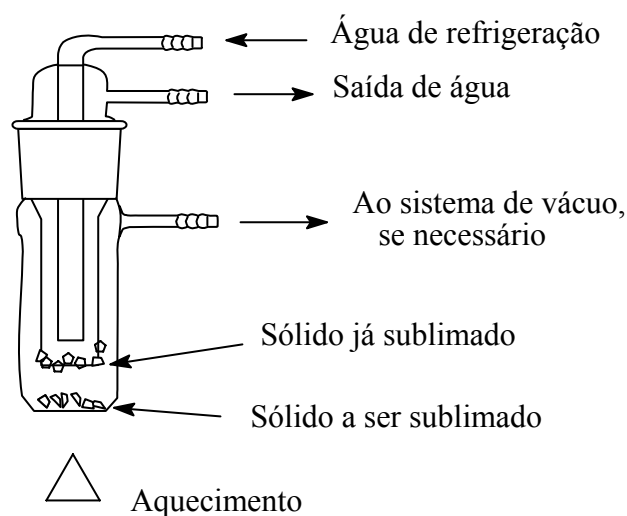 Água de refrigeração
Saída de água
Ao sistema de vácuo,
se necessário
Sólido já sublimado
Sólido a ser sublimado
Aquecimento